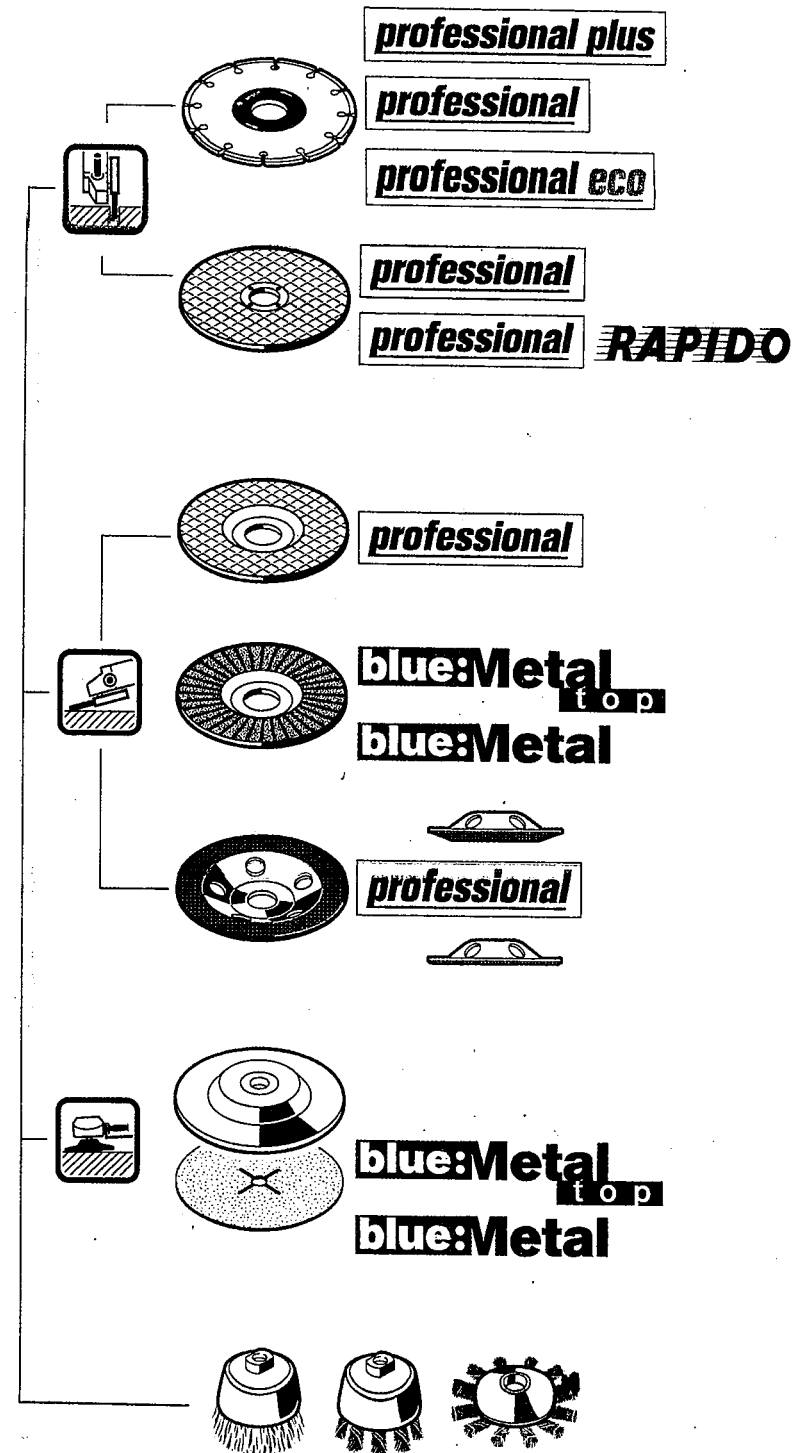 professional plus
professional
professional eco
professional
professional RAPIDO
professional
blue:Metal
top
blue:Metal
professional
blue:Metal
top
blue:Metal